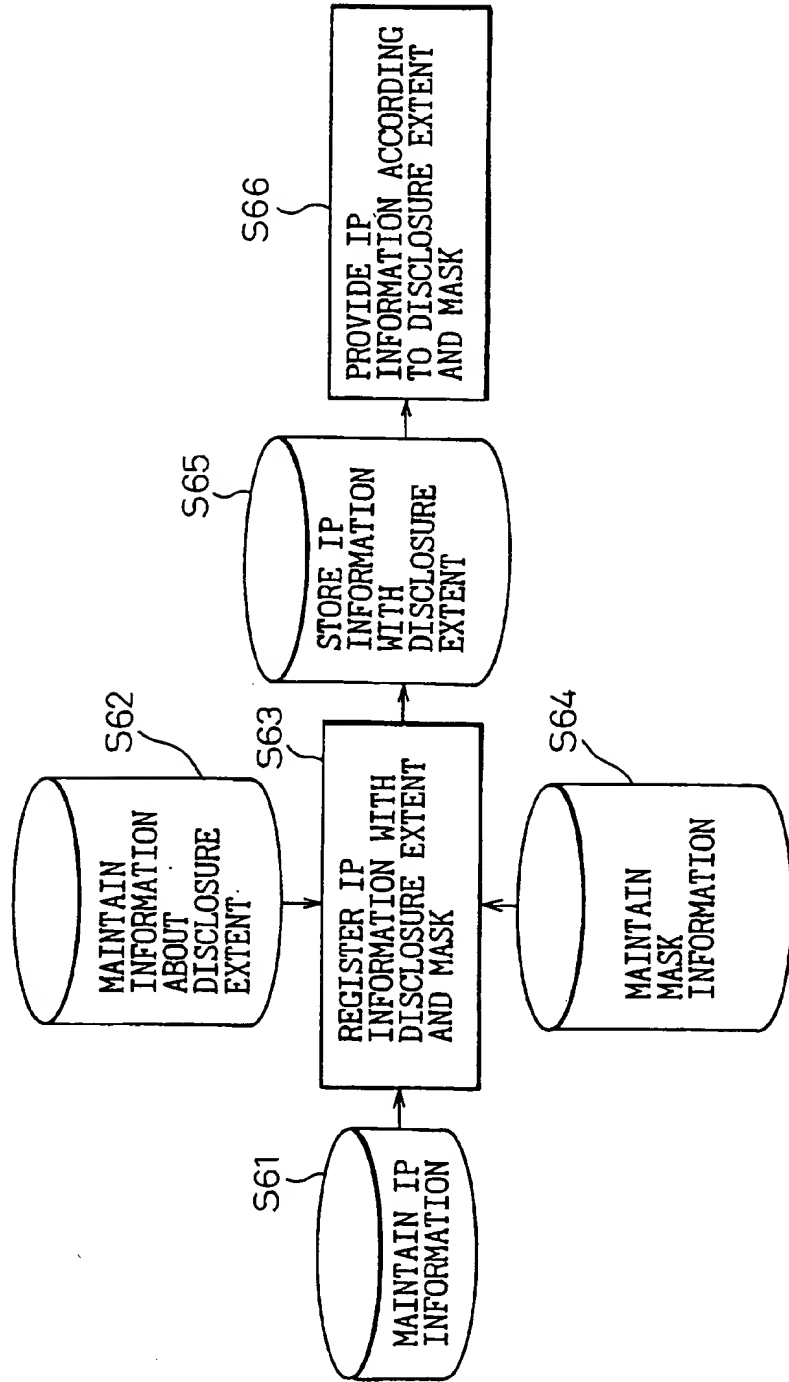 S61
MAINTAIN IP
INFORMATION
S62
MAINTAIN
INFORMATION
ABOUT
DISCLOSURE
EXTENT
S63
REGISTER IP
INFORMATION WITH
DISCLOSURE EXTENT
AND MASK
S64
MAINTAIN
MASK
INFORMATION
S65
STORE IP
INFORMATION
WITH
DISCLOSURE
EXTENT
S66
PROVIDE IP
INFORMATION ACCORDING
TO DISCLOSURE EXTENT
AND MASK